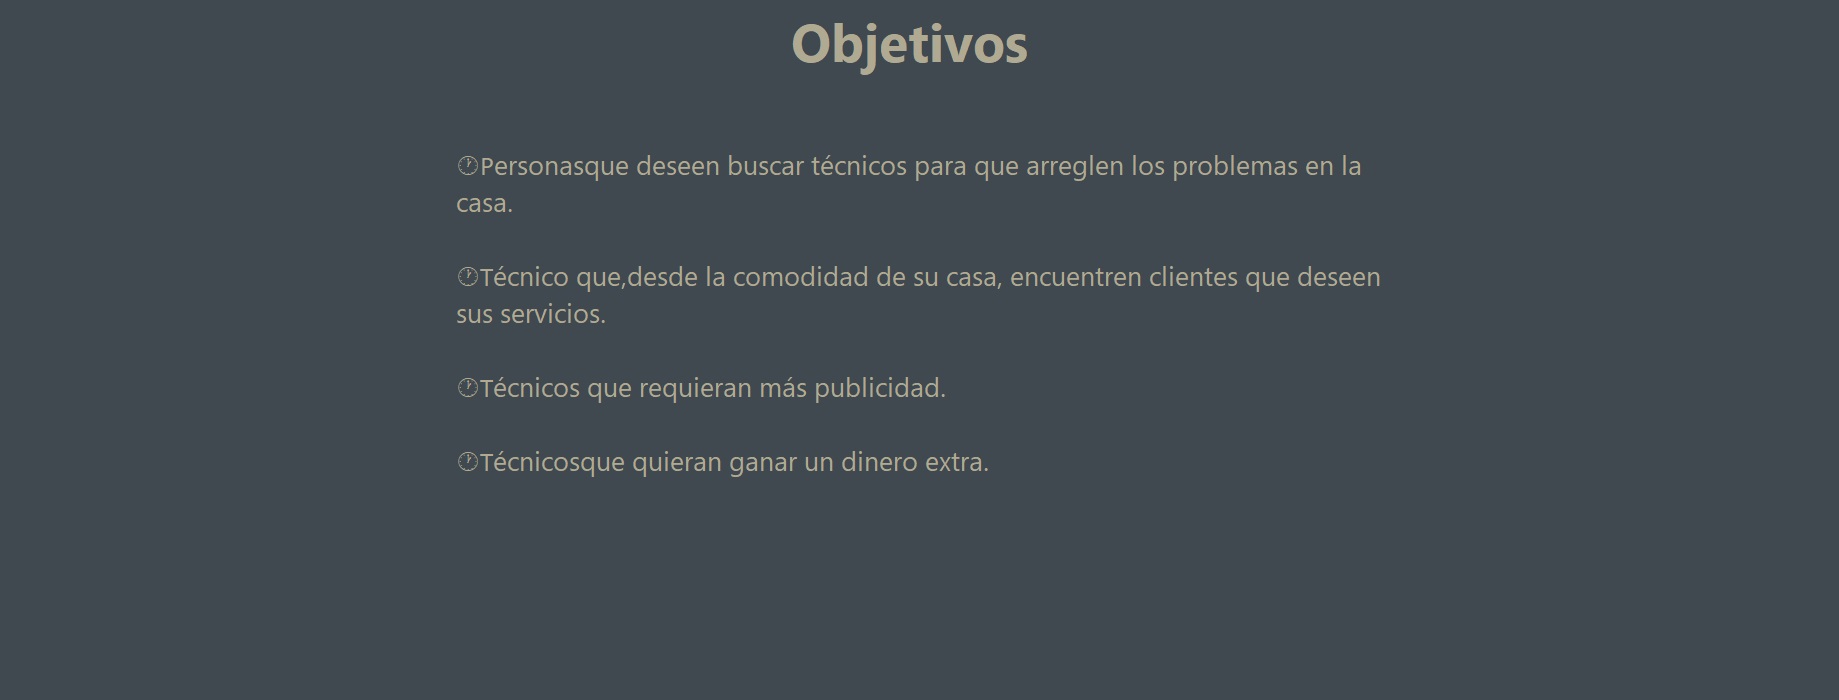 Objetivos
🕐Personasque deseen buscar técnicos para que arreglen los problemas en la
casa.
🕐Técnico que,desde la comodidad de su casa, encuentren clientes que deseen
sus servicios.
🕐Técnicos que requieran más publicidad.
🕐Técnicosque quieran ganar un dinero extra.